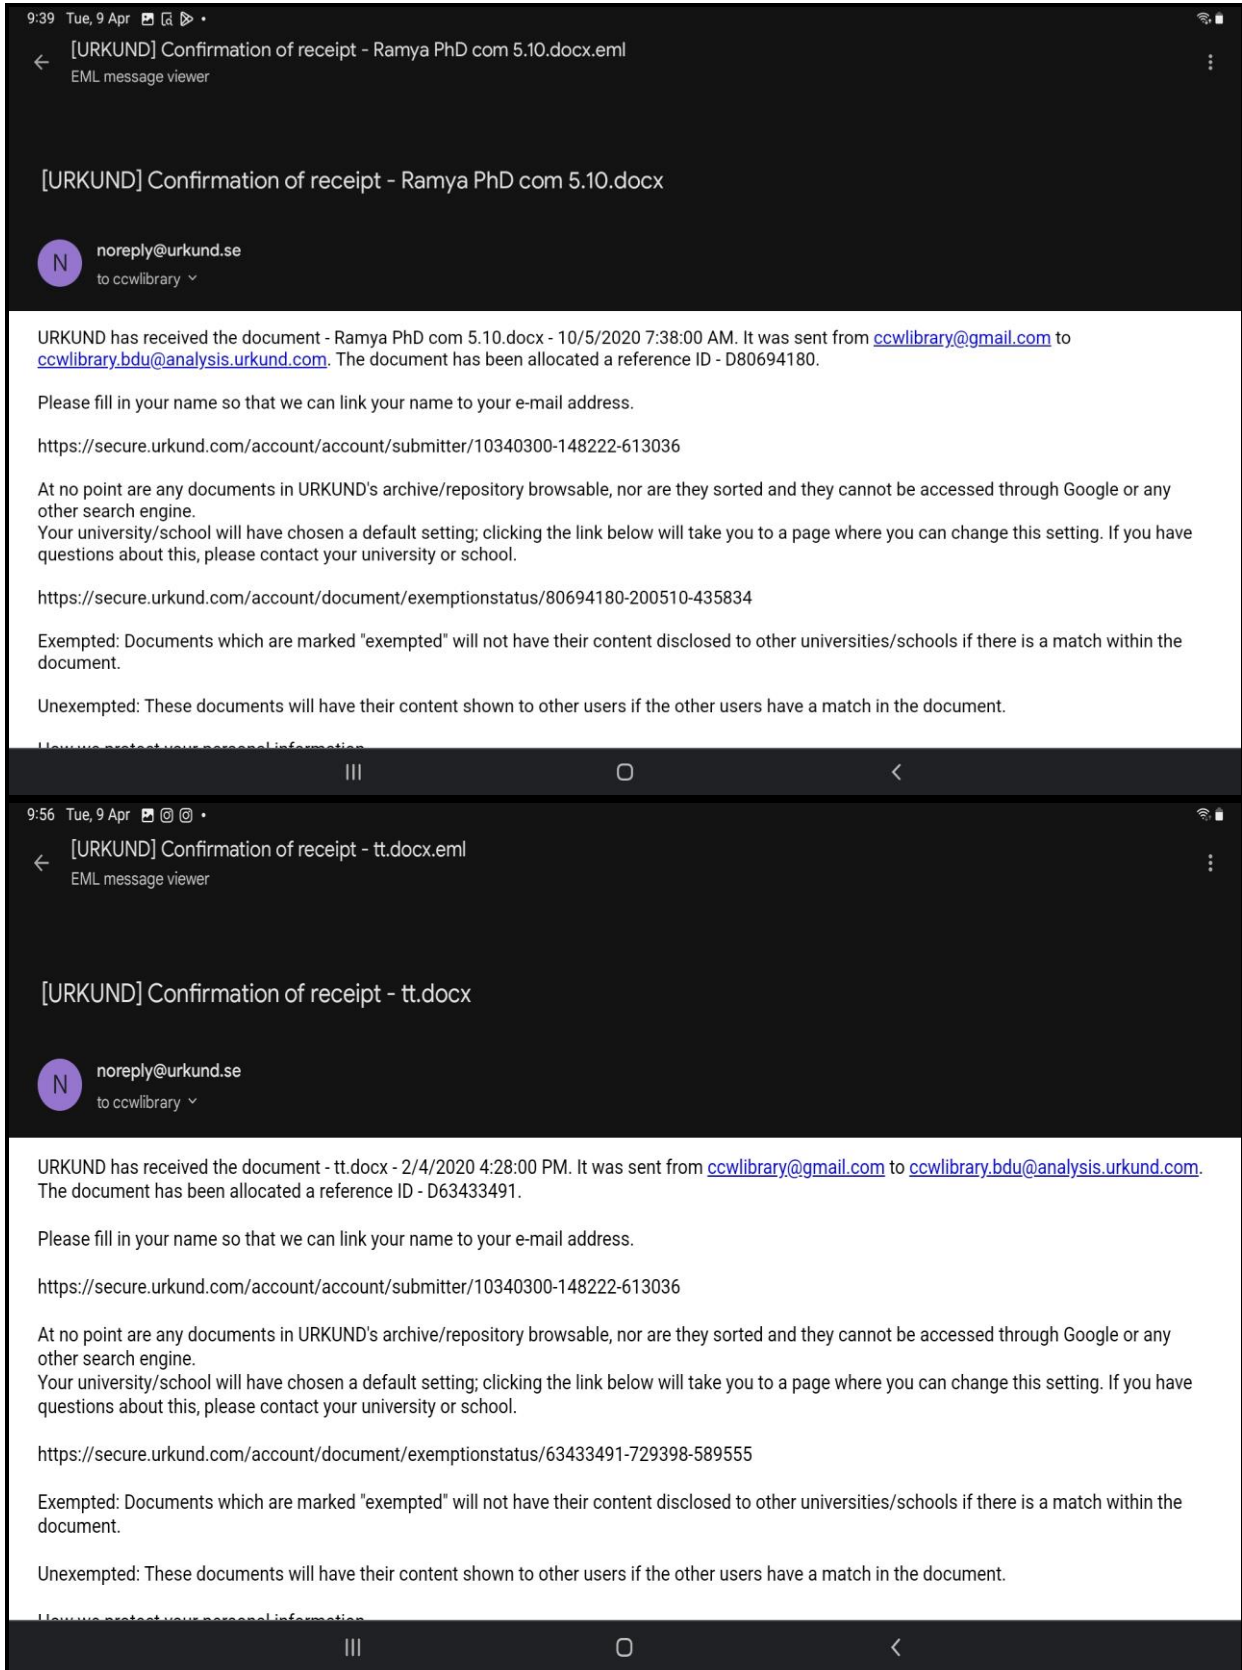 9:39 Tue, 9 Apr
[URKUND] Confirmation of receipt - Ramya PhD com 5.10.docx.eml
EML message viewer
[URKUND] Confirmation of receipt - Ramya PhD com 5.10.docx
N
noreply@urkund.se
to ccwlibrary
URKUND has received the document - Ramya PhD com 5.10.docx - 10/5/2020 7:38:00 AM. It was sent from ccwlibrary@gmail.com to
ccwlibrary.bdu@analysis.urkund.com. The document has been allocated a reference ID - D80694180.
Please fill in your name so that we can link your name to your e-mail address.
https://secure.urkund.com/account/account/submitter/10340300-148222-613036
At no point are any documents in URKUND's archive/repository browsable, nor are they sorted and they cannot be accessed through Google or any
other search engine.
Your university/school will have chosen a default setting; clicking the link below will take you to a page where you can change this setting. If you have
questions about this, please contact your university or school.
https://secure.urkund.com/account/document/exemptionstatus/80694180-200510-435834
Exempted: Documents which are marked "exempted" will not have their content disclosed to other universities/schools if there is a match within the
document.
Unexempted: These documents will have their content shown to other users if the other users have a match in the document.
How we protect your personal information
9:56 Tue, 9 Apr
[URKUND] Confirmation of receipt - tt.docx.eml
EML message viewer
[URKUND] Confirmation of receipt - tt.docx
N
noreply@urkund.se
to ccwlibrary
URKUND has received the document - tt.docx - 2/4/2020 4:28:00 PM. It was sent from ccwlibrary@gmail.com to ccwlibrary.bdu@analysis.urkund.com.
The document has been allocated a reference ID - D63433491.
Please fill in your name so that we can link your name to your e-mail address.
https://secure.urkund.com/account/account/submitter/10340300-148222-613036
At no point are any documents in URKUND's archive/repository browsable, nor are they sorted and they cannot be accessed through Google or any
other search engine.
Your university/school will have chosen a default setting; clicking the link below will take you to a page where you can change this setting. If you have
questions about this, please contact your university or school.
https://secure.urkund.com/account/document/exemptionstatus/63433491-729398-589555
Exempted: Documents which are marked "exempted" will not have their content disclosed to other universities/schools if there is a match within the
document.
Unexempted: These documents will have their content shown to other users if the other users have a match in the document.
How we protect your personal information